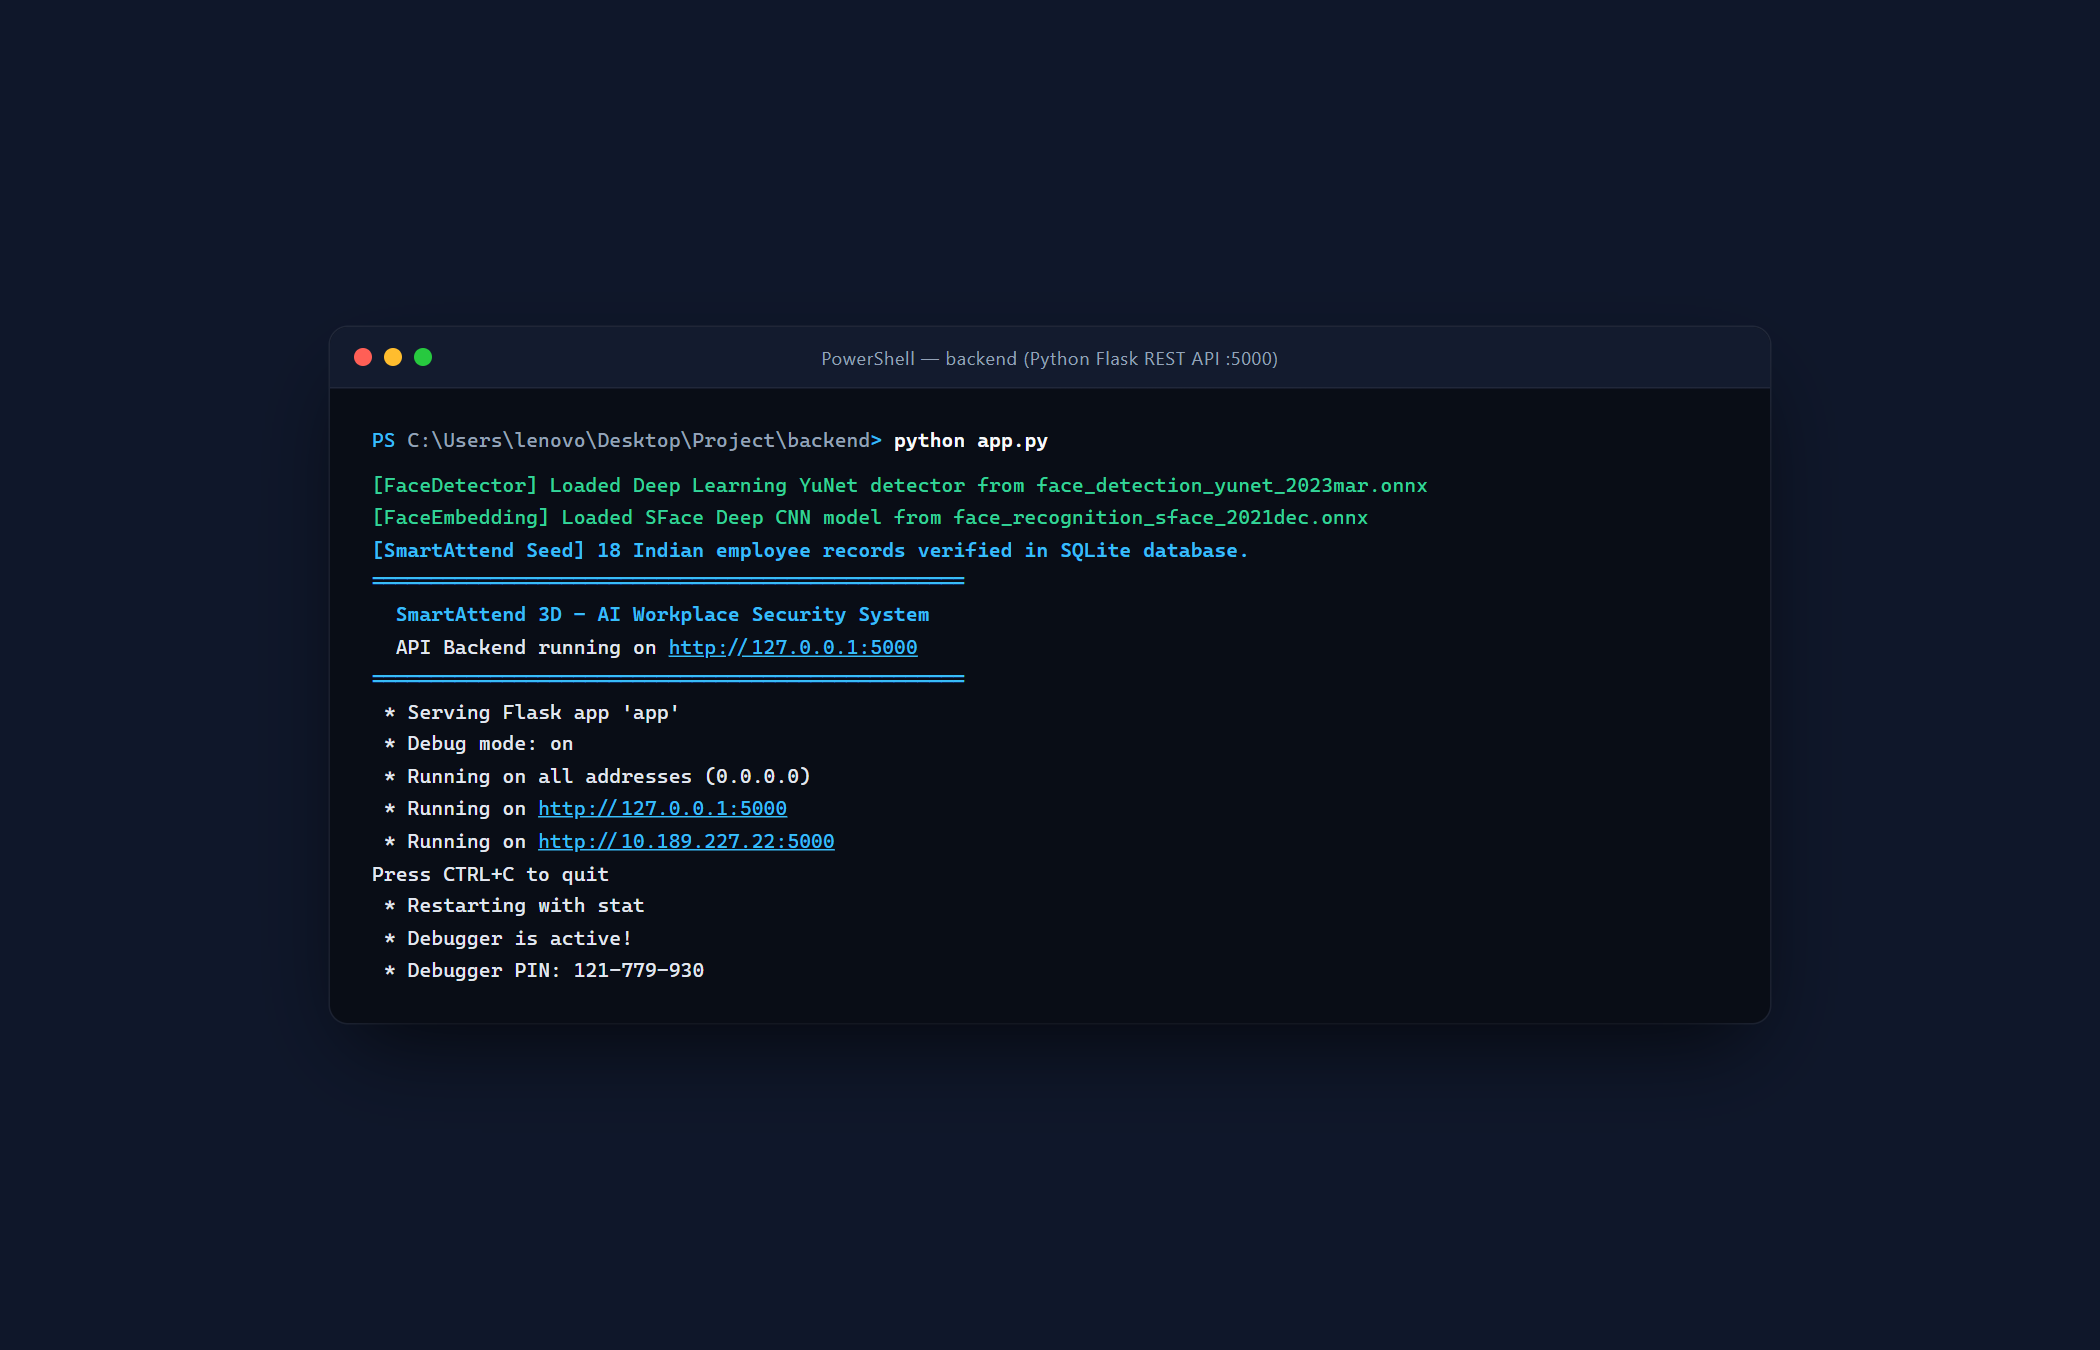 PowerShell — backend (Python Flask REST API :5000)
PS C:\Users\lenovo\Desktop\Project\backend> python app.py
[FaceDetector] Loaded Deep Learning YuNet detector from face_detection_yunet_2023mar.onnx
[FaceEmbedding] Loaded SFace Deep CNN model from face_recognition_sface_2021dec.onnx
[SmartAttend Seed] 18 Indian employee records verified in SQLite database.
==================================================
SmartAttend 3D - AI Workplace Security System
API Backend running on http://127.0.0.1:5000
==================================================
* Serving Flask app 'app'
* Debug mode: on
* Running on all addresses (0.0.0.0)
* Running on http://127.0.0.1:5000
* Running on http://10.189.227.22:5000
Press CTRL+C to quit
* Restarting with stat
* Debugger is active!
* Debugger PIN: 121-779-930